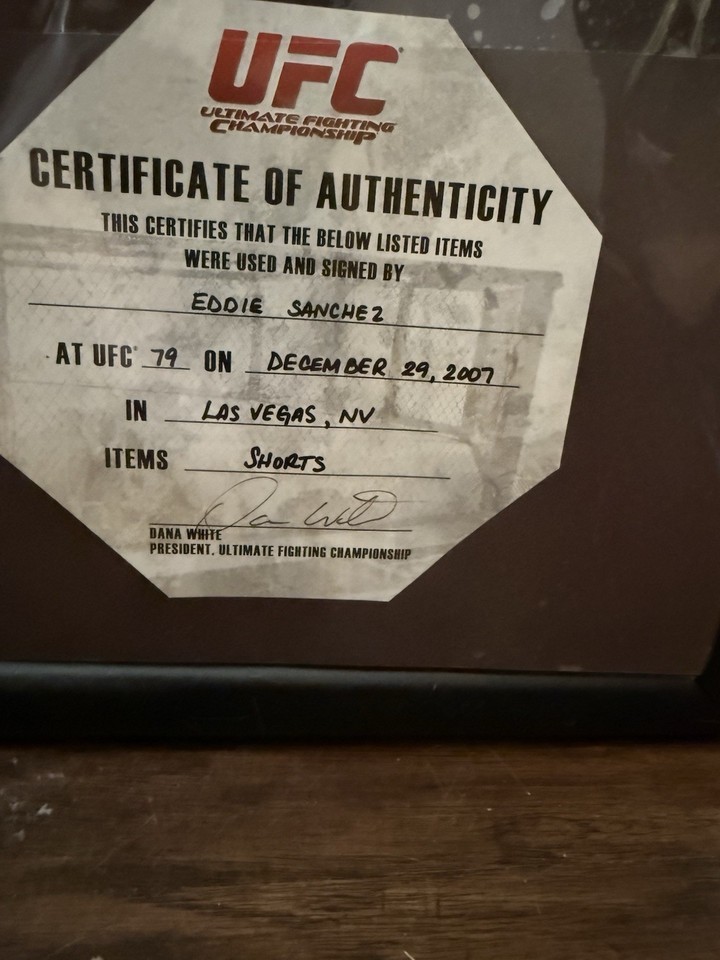 UFC
ULTIMATE FIGHTING
CHAMPIONSHIP
CERTIFICATE OF AUTHENTICITY
THIS CERTIFIES THAT THE BELOW LISTED ITEMS
WERE USED AND SIGNED BY
EDDIE SANCHEZ
AT UFC® 79 ON DECEMBER 29, 2007
IN LAS VEGAS, NV
ITEMS SHORTS
Dana White
DANA WHITE
PRESIDENT, ULTIMATE FIGHTING CHAMPIONSHIP